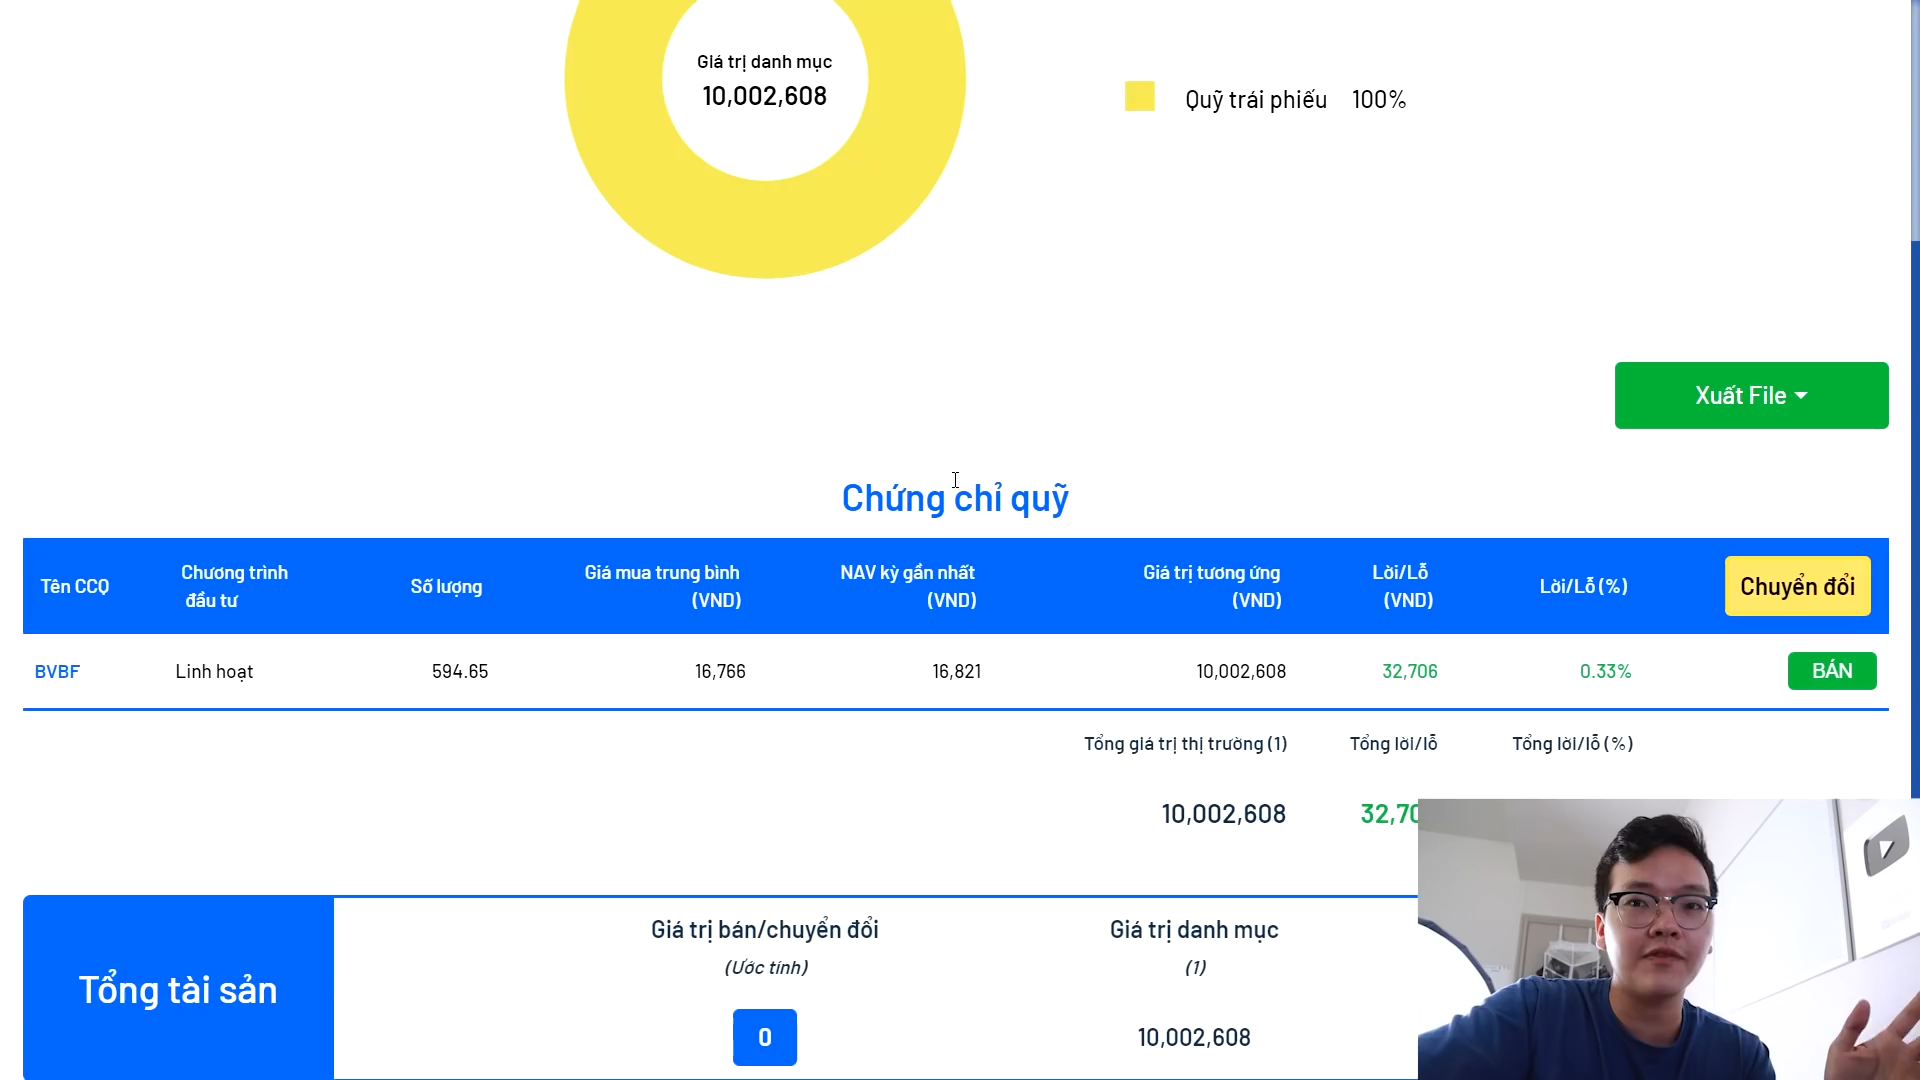 Giá trị danh mục
10,002,608
Quỹ trái phiếu 100%
Xuất File
Chứng chỉ quỹ
Tên CCQ
Chương trình
đầu tư
Số lượng
Giá mua trung bình
(VND)
NAV kỳ gần nhất
(VND)
Giá trị tương ứng
(VND)
Lời/Lỗ
(VND)
Lời/Lỗ (%)
Chuyển đổi
BVBF Linh hoạt 594.65 16,766 16,821 10,002,608 32,706 0.33% BÁN
Tổng giá trị thị trường (1) Tổng lời/lỗ Tổng lời/lỗ (%)
10,002,608 32,70
Tổng tài sản
Giá trị bán/chuyển đổi
(Ước tính)
0
Giá trị danh mục
(1)
10,002,608